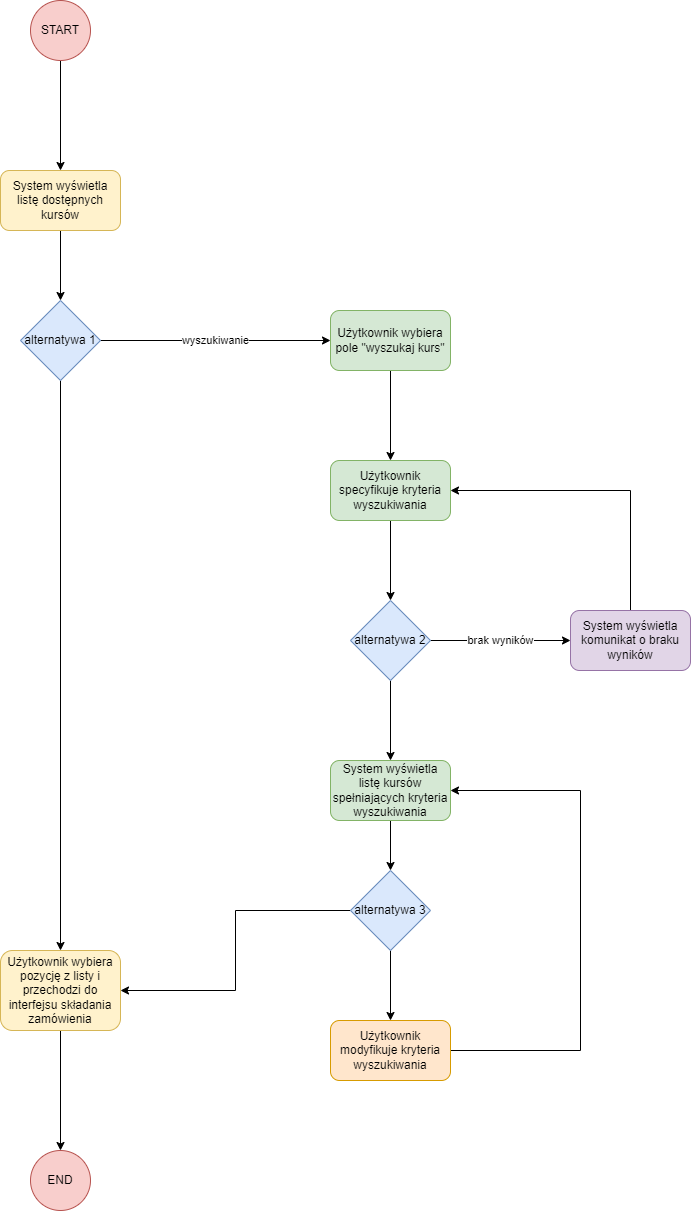 START
System wyświetla
listę dostępnych
kursów
alternatywa 1
wyszukiwanie
Użytkownik wybiera
pole "wyszukaj kurs"
Użytkownik
specyfikuje kryteria
wyszukiwania
alternatywa 2
brak wyników
System wyświetla
komunikat o braku
wyników
System wyświetla
listę kursów
spełniających kryteria
wyszukiwania
alternatywa 3
Użytkownik wybiera
pozycję z listy i
przechodzi do
interfejsu składania
zamówienia
Użytkownik
modyfikuje kryteria
wyszukiwania
END